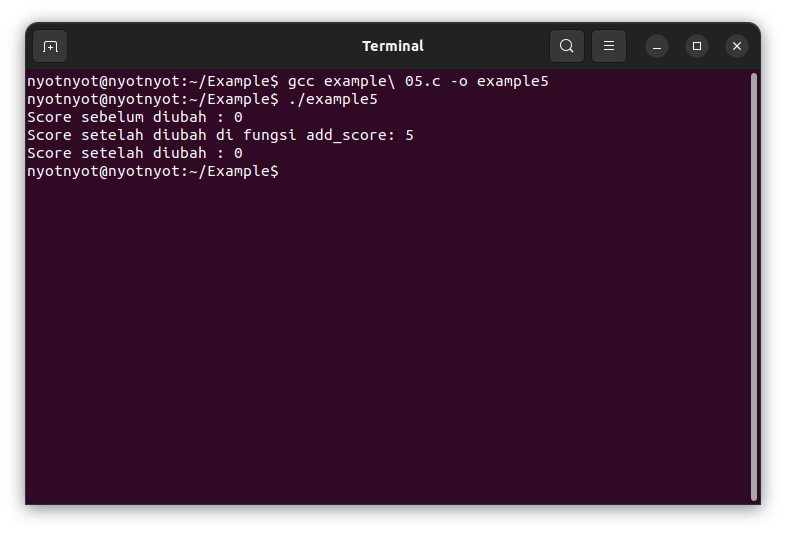 Terminal
nyotnyot@nyotnyot:~/Example$ gcc example\ 05.c -o example5
nyotnyot@nyotnyot:~/Example$ ./example5
Score sebelum diubah : 0
Score setelah diubah di fungsi add_score: 5
Score setelah diubah : 0
nyotnyot@nyotnyot:~/Example$